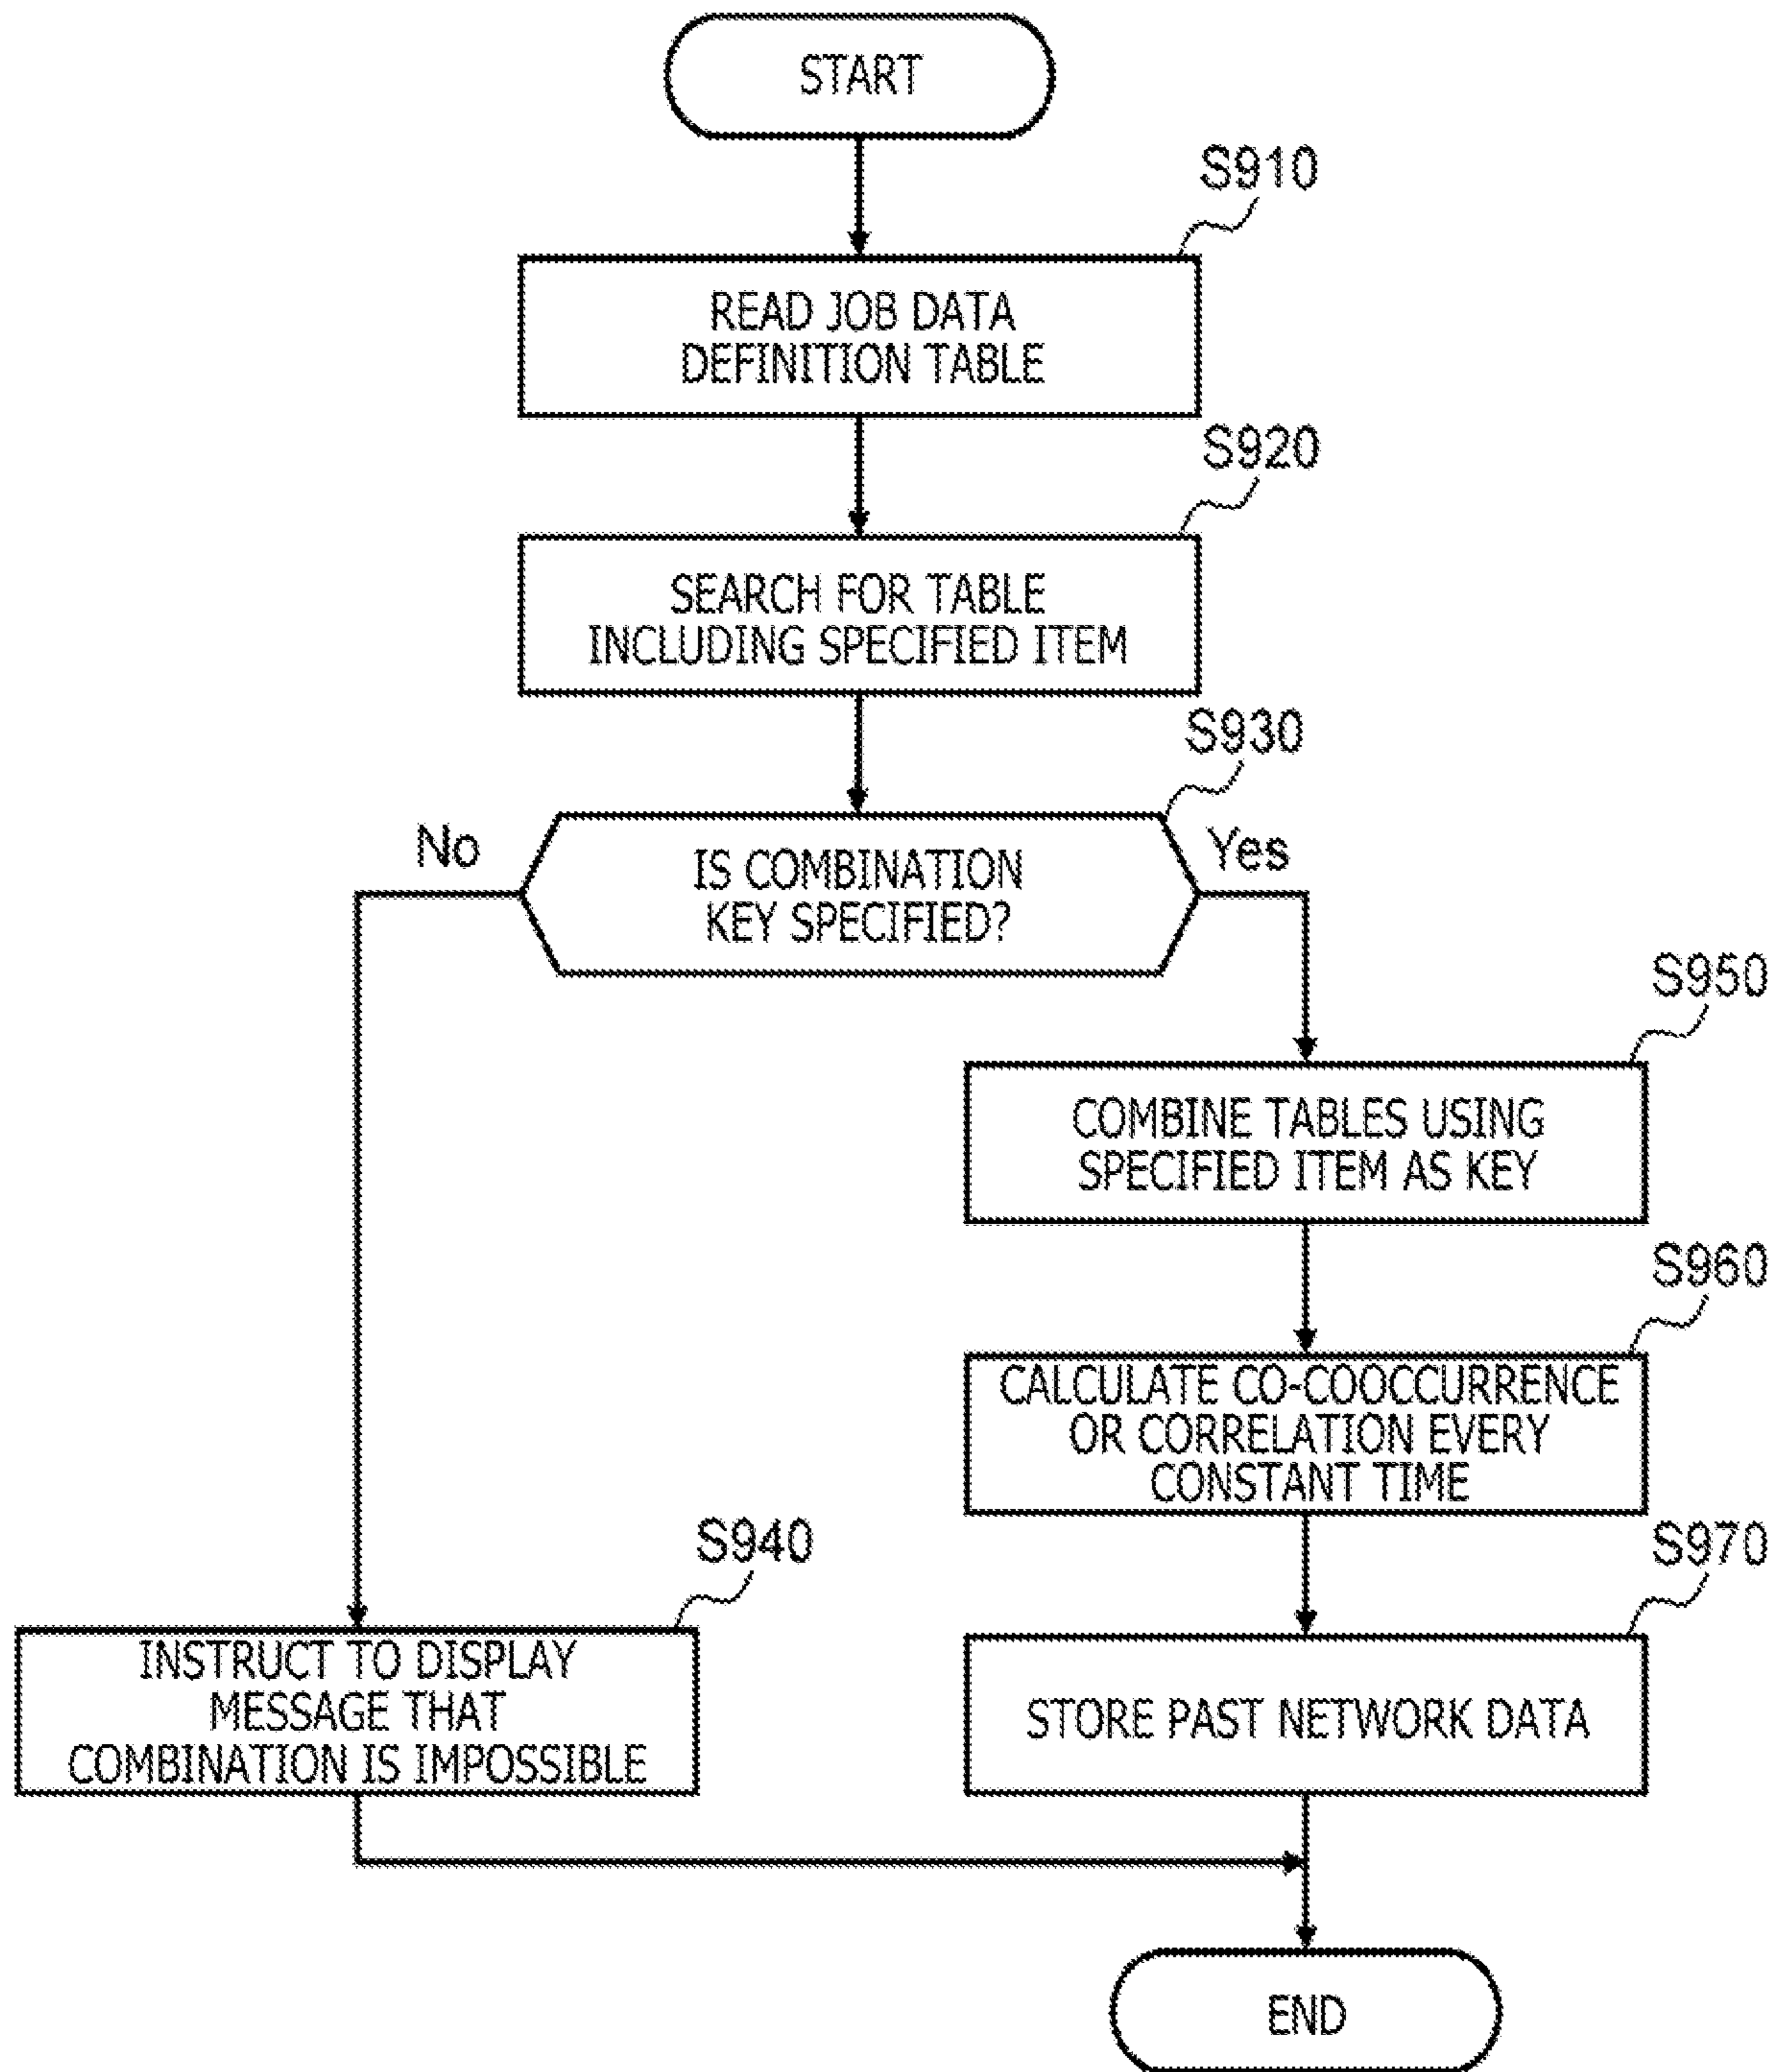 START
S910
READ JOB DATA
DEFINITION TABLE
S920
SEARCH FOR TABLE
INCLUDING SPECIFIED ITEM
S930
No
IS COMBINATION
KEY SPECIFIED?
Yes
S950
COMBINE TABLES USING
SPECIFIED ITEM AS KEY
S960
CALCULATE CO-COOCCURRENCE
OR CORRELATION EVERY
CONSTANT TIME
S940
INSTRUCT TO DISPLAY
MESSAGE THAT
COMBINATION IS IMPOSSIBLE
S970
STORE PAST NETWORK DATA
END